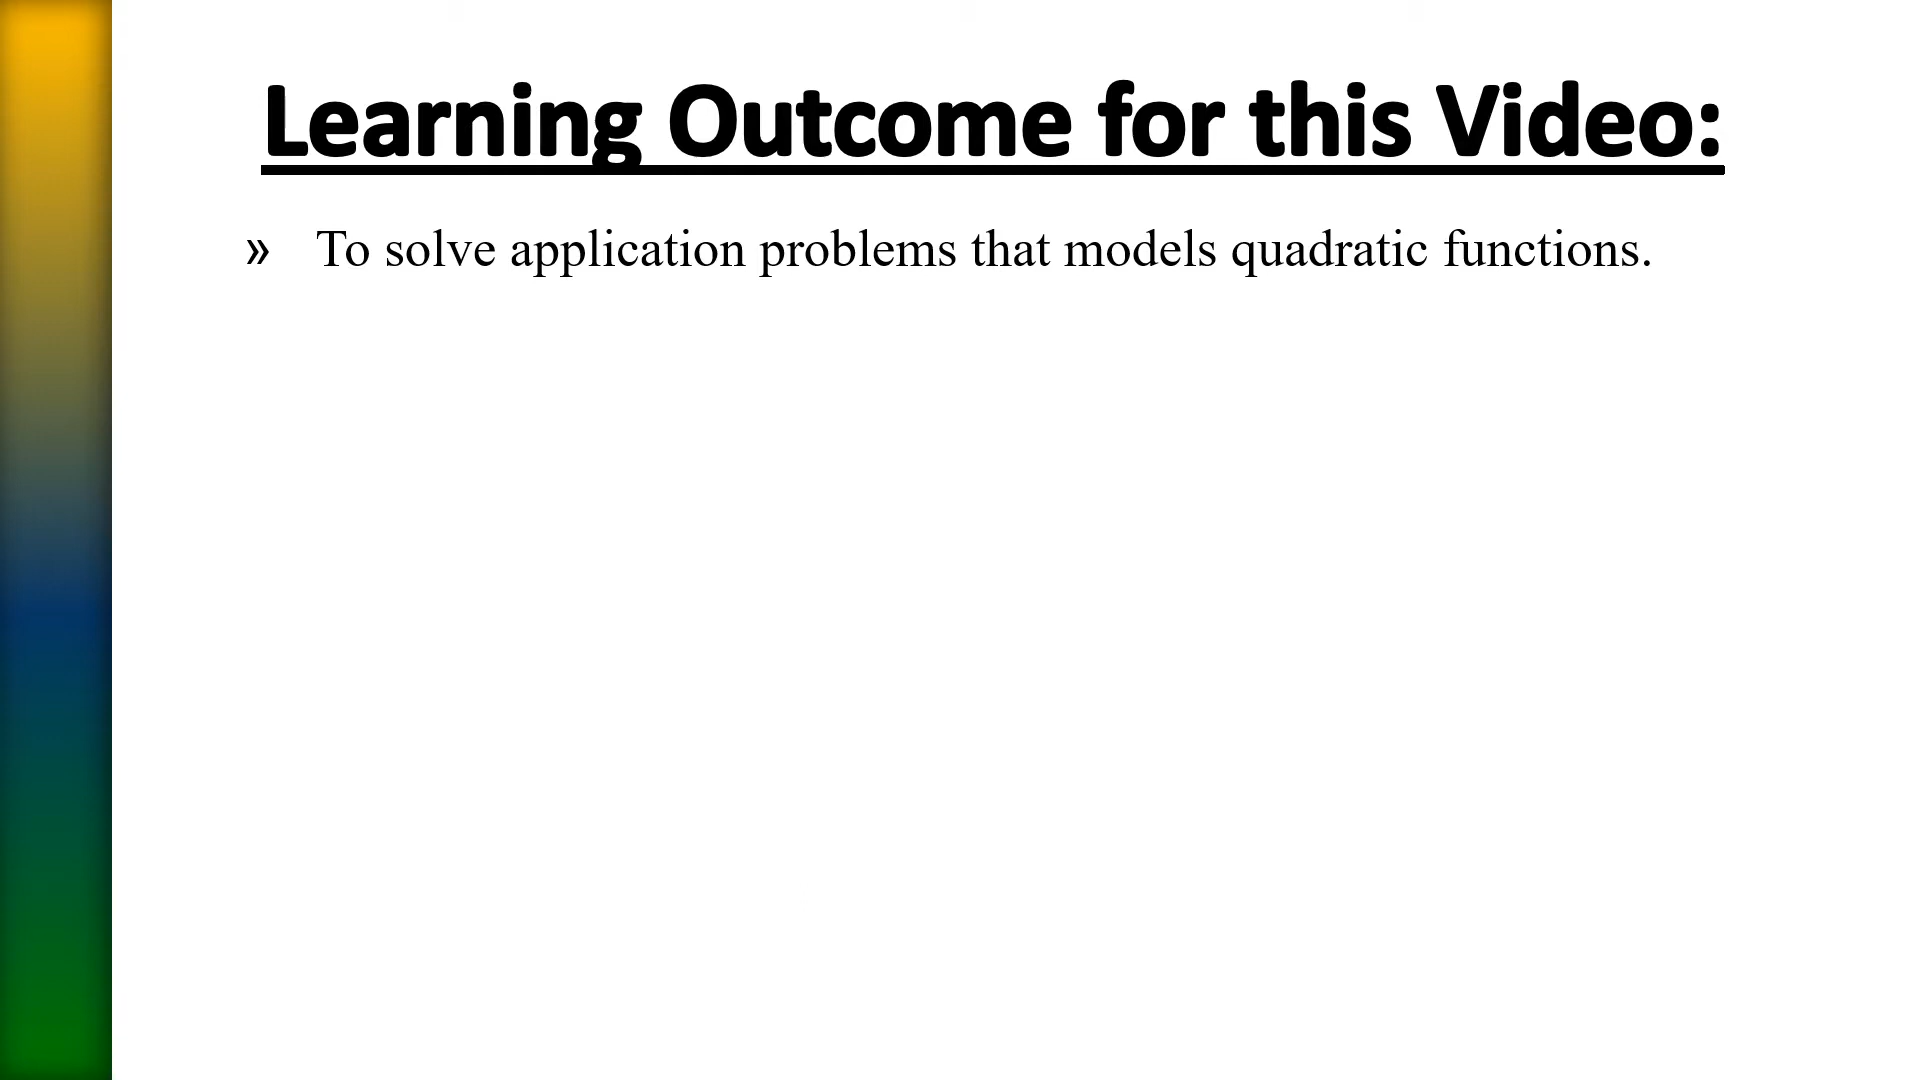 Learning Outcome for this Video:
» To solve application problems that models quadratic functions.